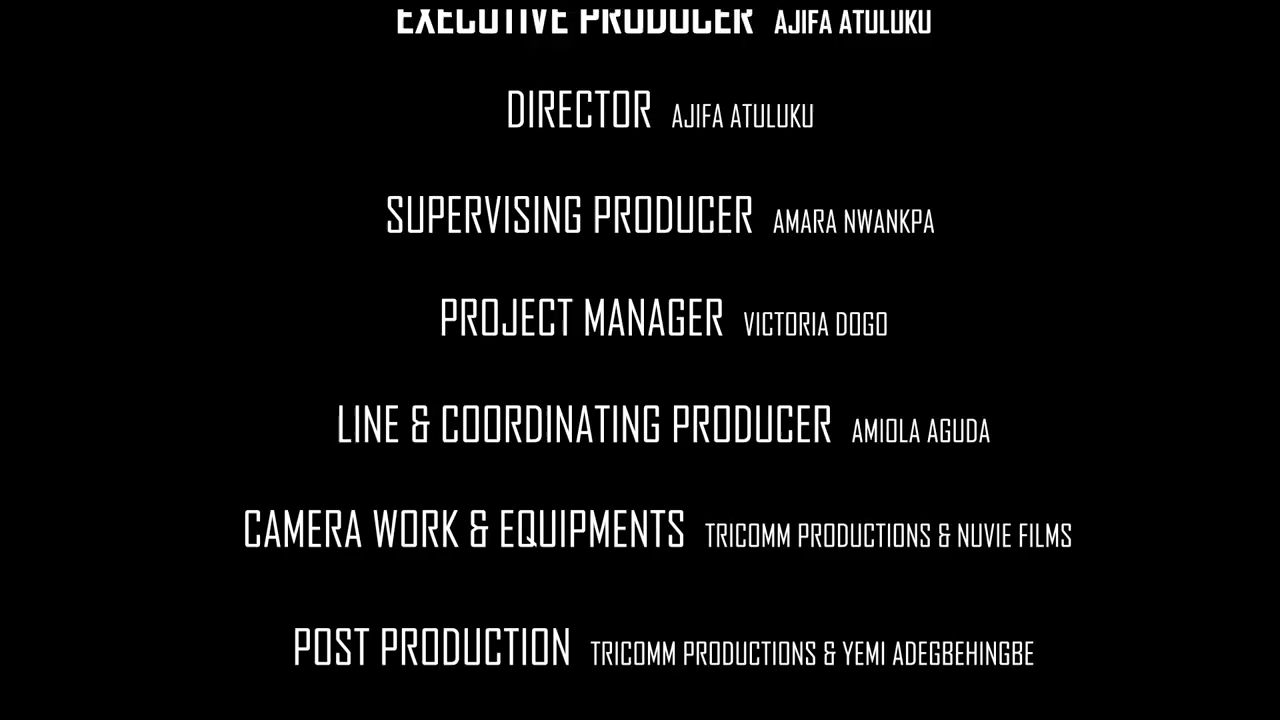 EXECUTIVE PRODUCER AJIFA ATULUKU
DIRECTOR AJIFA ATULUKU
SUPERVISING PRODUCER AMARA NWANKPA
PROJECT MANAGER VICTORIA DOGO
LINE & COORDINATING PRODUCER AMIOLA AGUDA
CAMERA WORK & EQUIPMENTS TRICOMM PRODUCTIONS & NUVIE FILMS
POST PRODUCTION TRICOMM PRODUCTIONS & YEMI ADEGBEHINGBE